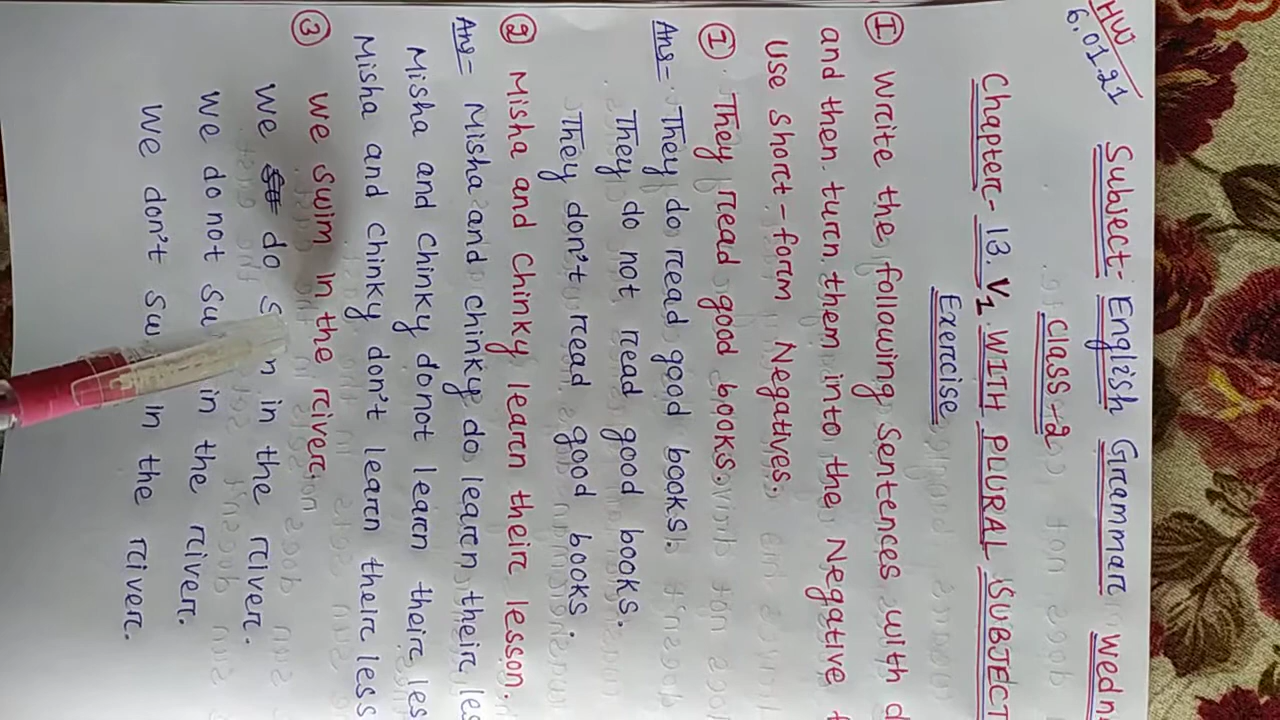 HW
6.01.21
Subject- English Grammar
Class-2
Chapter- 13. V1 WITH PLURAL SUBJECT
Exercise
I Write the following sentences with
and then turn them into the Negative
Use short-form Negatives.
① They read good books.
Ans- They do read good books.
They do not read good books.
They don't read good books.
② Misha and chinky learn their lesson.
Ans- Misha and chinky do learn their
Misha and chinky do not learn their
Misha and chinky don't learn their
③ We swim in the river.
We do in the river.
We do not in the river.
We don't in the river.